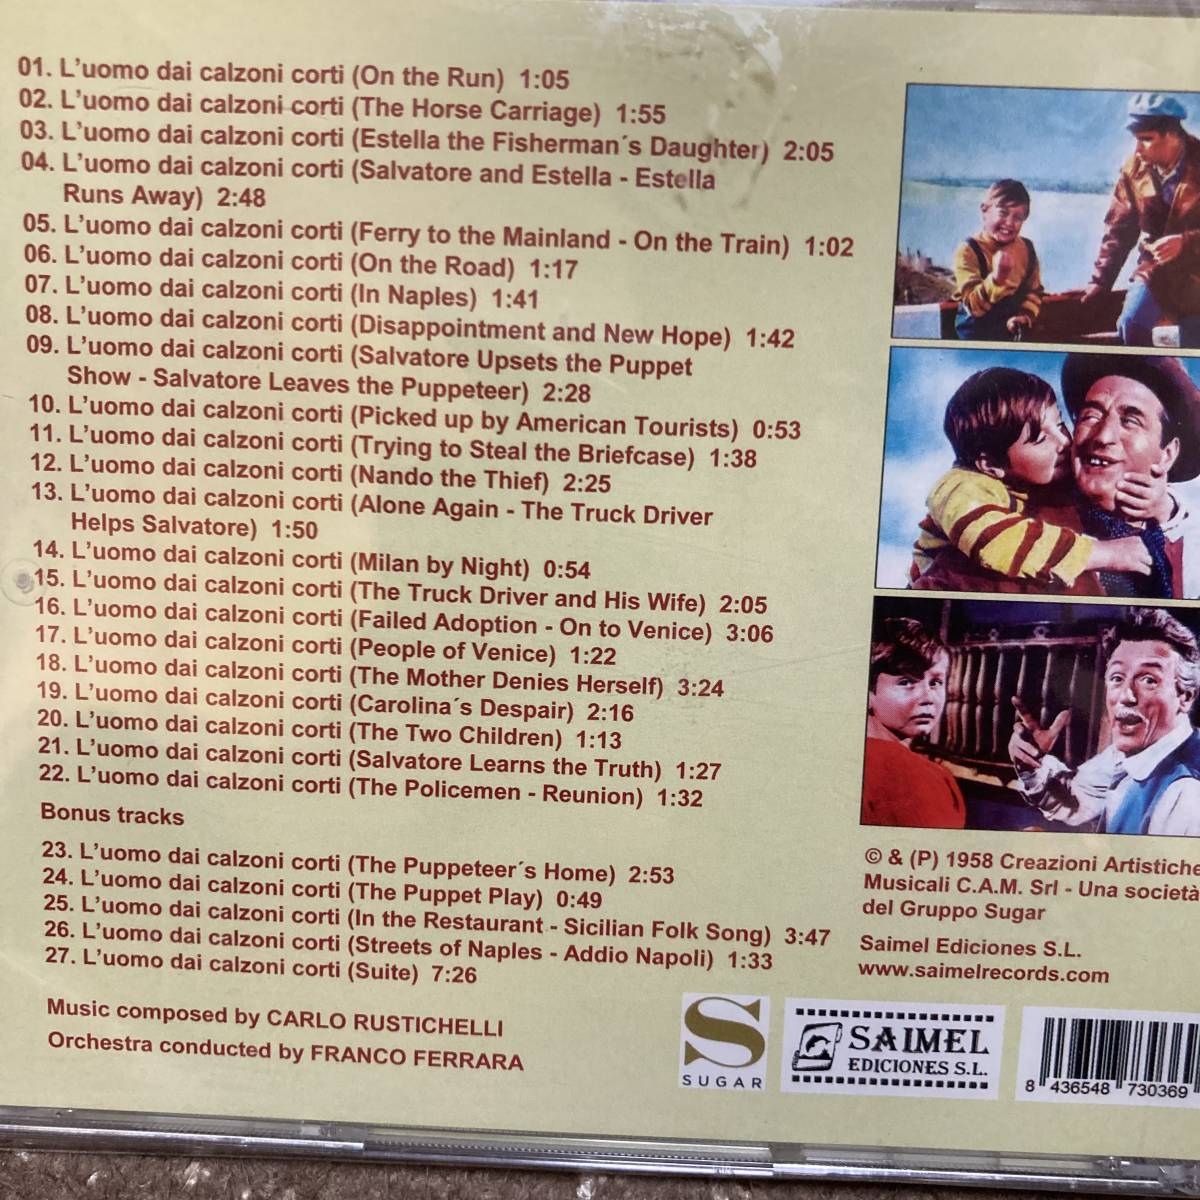 01. L'uomo dai calzoni corti (On the Run) 1:05
02. L'uomo dai calzoni corti (The Horse Carriage) 1:55
03. L'uomo dai calzoni corti (Estella the Fisherman´s Daughter) 2:05
04. L'uomo dai calzoni corti (Salvatore and Estella - Estella
Runs Away) 2:48
05. L'uomo dai calzoni corti (Ferry to the Mainland - On the Train) 1:02
06. L'uomo dai calzoni corti (On the Road) 1:17
07. L'uomo dai calzoni corti (In Naples) 1:41
08. L'uomo dai calzoni corti (Disappointment and New Hope) 1:42
09. L'uomo dai calzoni corti (Salvatore Upsets the Puppet
Show - Salvatore Leaves the Puppeteer) 2:28
10. L'uomo dai calzoni corti (Picked up by American Tourists) 0:53
11. L'uomo dai calzoni corti (Trying to Steal the Briefcase) 1:38
12. L'uomo dai calzoni corti (Nando the Thief) 2:25
13. L'uomo dai calzoni corti (Alone Again - The Truck Driver
Helps Salvatore) 1:50
14. L'uomo dai calzoni corti (Milan by Night) 0:54
15. L'uomo dai calzoni corti (The Truck Driver and His Wife) 2:05
16. L'uomo dai calzoni corti (Failed Adoption - On to Venice) 3:06
17. L'uomo dai calzoni corti (People of Venice) 1:22
18. L'uomo dai calzoni corti (The Mother Denies Herself) 3:24
19. L'uomo dai calzoni corti (Carolina´s Despair) 2:16
20. L'uomo dai calzoni corti (The Two Children) 1:13
21. L'uomo dai calzoni corti (Salvatore Learns the Truth) 1:27
22. L'uomo dai calzoni corti (The Policemen - Reunion) 1:32
Bonus tracks
23. L'uomo dai calzoni corti (The Puppeteer´s Home) 2:53
24. L'uomo dai calzoni corti (The Puppet Play) 0:49
25. L'uomo dai calzoni corti (In the Restaurant - Sicilian Folk Song) 3:47
26. L'uomo dai calzoni corti (Streets of Naples - Addio Napoli) 1:33
27. L'uomo dai calzoni corti (Suite) 7:26
Music composed by CARLO RUSTICHELLI
Orchestra conducted by FRANCO FERRARA
© & (P) 1958 Creazioni Artistiche
Musicali C.A.M. Srl - Una società
del Gruppo Sugar
Saimel Ediciones S.L.
www.saimelrecords.com
S
SUGAR
SAIMEL
EDICIONES S.L.
8 436548 730369